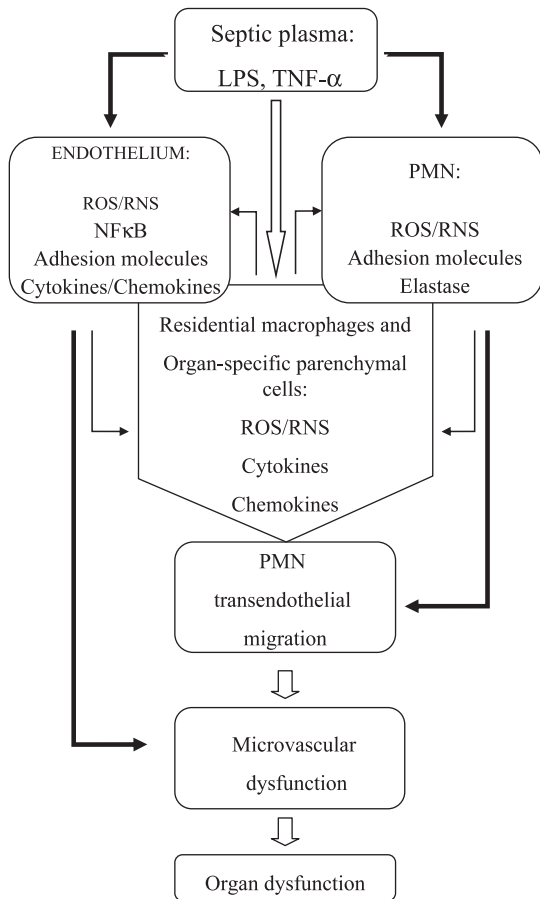 Septic plasma:
LPS, TNF-α
ENDOTHELIUM:
ROS/RNS
NFκB
Adhesion molecules
Cytokines/Chemokines
PMN:
ROS/RNS
Adhesion molecules
Elastase
Residential macrophages and
Organ-specific parenchymal
cells:
ROS/RNS
Cytokines
Chemokines
PMN
transendothelial
migration
Microvascular
dysfunction
Organ dysfunction